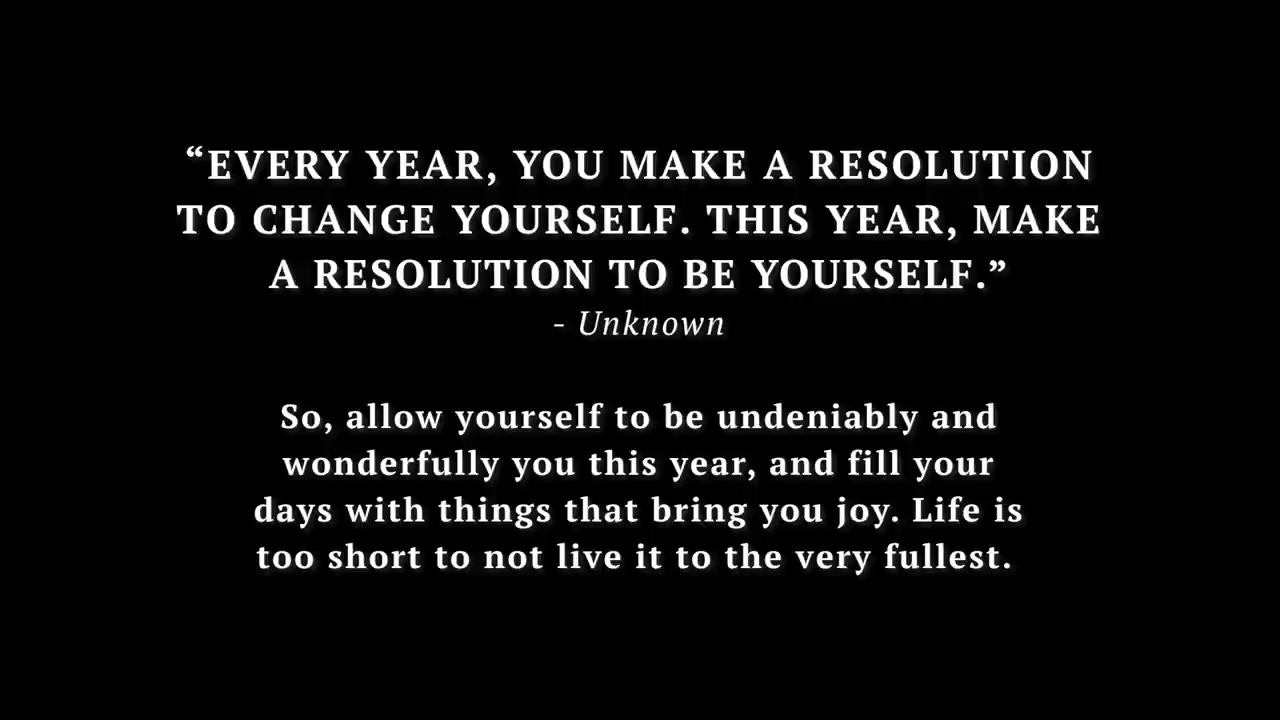 “EVERY YEAR, YOU MAKE A RESOLUTION
TO CHANGE YOURSELF. THIS YEAR, MAKE
A RESOLUTION TO BE YOURSELF.”
- Unknown
So, allow yourself to be undeniably and
wonderfully you this year, and fill your
days with things that bring you joy. Life is
too short to not live it to the very fullest.